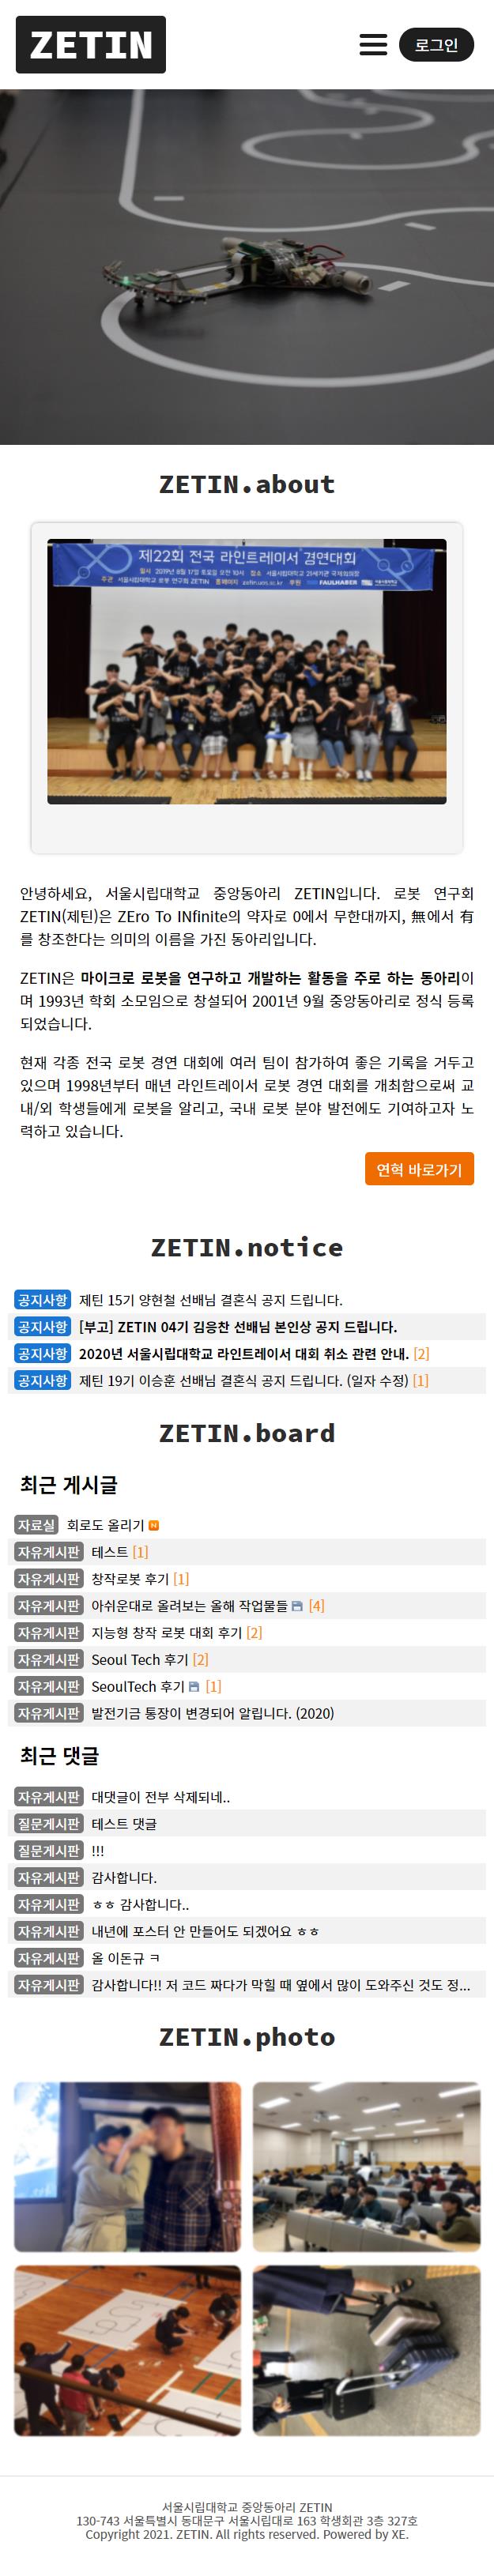 ZETIN
로그인
ZETIN.about
제22회 전국 라인트레이서 경연대회
ZETIN
FAULHABER
안녕하세요, 서울시립대학교 중앙동아리 ZETIN입니다. 로봇 연구회
ZETIN(제틴)은 ZEro To INfinite의 약자로 0에서 무한대까지, 無에서 有
를 창조한다는 의미의 이름을 가진 동아리입니다.
ZETIN은 마이크로 로봇을 연구하고 개발하는 활동을 주로 하는 동아리이
며 1993년 학회 소모임으로 창설되어 2001년 9월 중앙동아리로 정식 등록
되었습니다.
현재 각종 전국 로봇 경연 대회에 여러 팀이 참가하여 좋은 기록을 거두고
있으며 1998년부터 매년 라인트레이서 로봇 경연 대회를 개최함으로써 교
내/외 학생들에게 로봇을 알리고, 국내 로봇 분야 발전에도 기여하고자 노
력하고 있습니다.
연혁 바로가기
ZETIN.notice
공지사항 제틴 15기 양현철 선배님 결혼식 공지 드립니다.
공지사항 [부고] ZETIN 04기 김응찬 선배님 본인상 공지 드립니다.
공지사항 2020년 서울시립대학교 라인트레이서 대회 취소 관련 안내. [2]
공지사항 제틴 19기 이승훈 선배님 결혼식 공지 드립니다. (일자 수정) [1]
ZETIN.board
최근 게시글
자료실 회로도 올리기 N
자유게시판 테스트 [1]
자유게시판 창작로봇 후기 [1]
자유게시판 아쉬운대로 올려보는 올해 작업물들 [4]
자유게시판 지능형 창작 로봇 대회 후기 [2]
자유게시판 Seoul Tech 후기 [2]
자유게시판 SeoulTech 후기 [1]
자유게시판 발전기금 통장이 변경되어 알립니다. (2020)
최근 댓글
자유게시판 대댓글이 전부 삭제되네..
질문게시판 테스트 댓글
질문게시판 !!!
자유게시판 감사합니다.
자유게시판 ㅎㅎ 감사합니다..
자유게시판 내년에 포스터 안 만들어도 되겠어요 ㅎㅎ
자유게시판 올 이돈규 ㅋ
자유게시판 감사합니다!! 저 코드 짜다가 막힐 때 옆에서 많이 도와주신 것도 정...
ZETIN.photo
서울시립대학교 중앙동아리 ZETIN
130-743 서울특별시 동대문구 서울시립대로 163 학생회관 3층 327호
Copyright 2021. ZETIN. All rights reserved. Powered by XE.